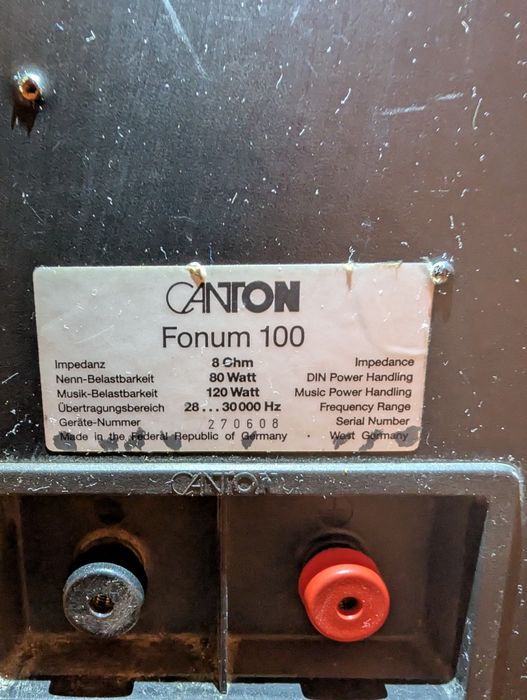 CANTON
Fonum 100
Impedanz 8 Ohm Impedance
Nenn-Belastbarkeit 80 Watt DIN Power Handling
Musik-Belastbarkeit 120 Watt Music Power Handling
Übertragungsbereich 28...30000 Hz Frequency Range
Geräte-Nummer 270608 Serial Number
Made in the Federal Republic of Germany · West Germany
CANTON